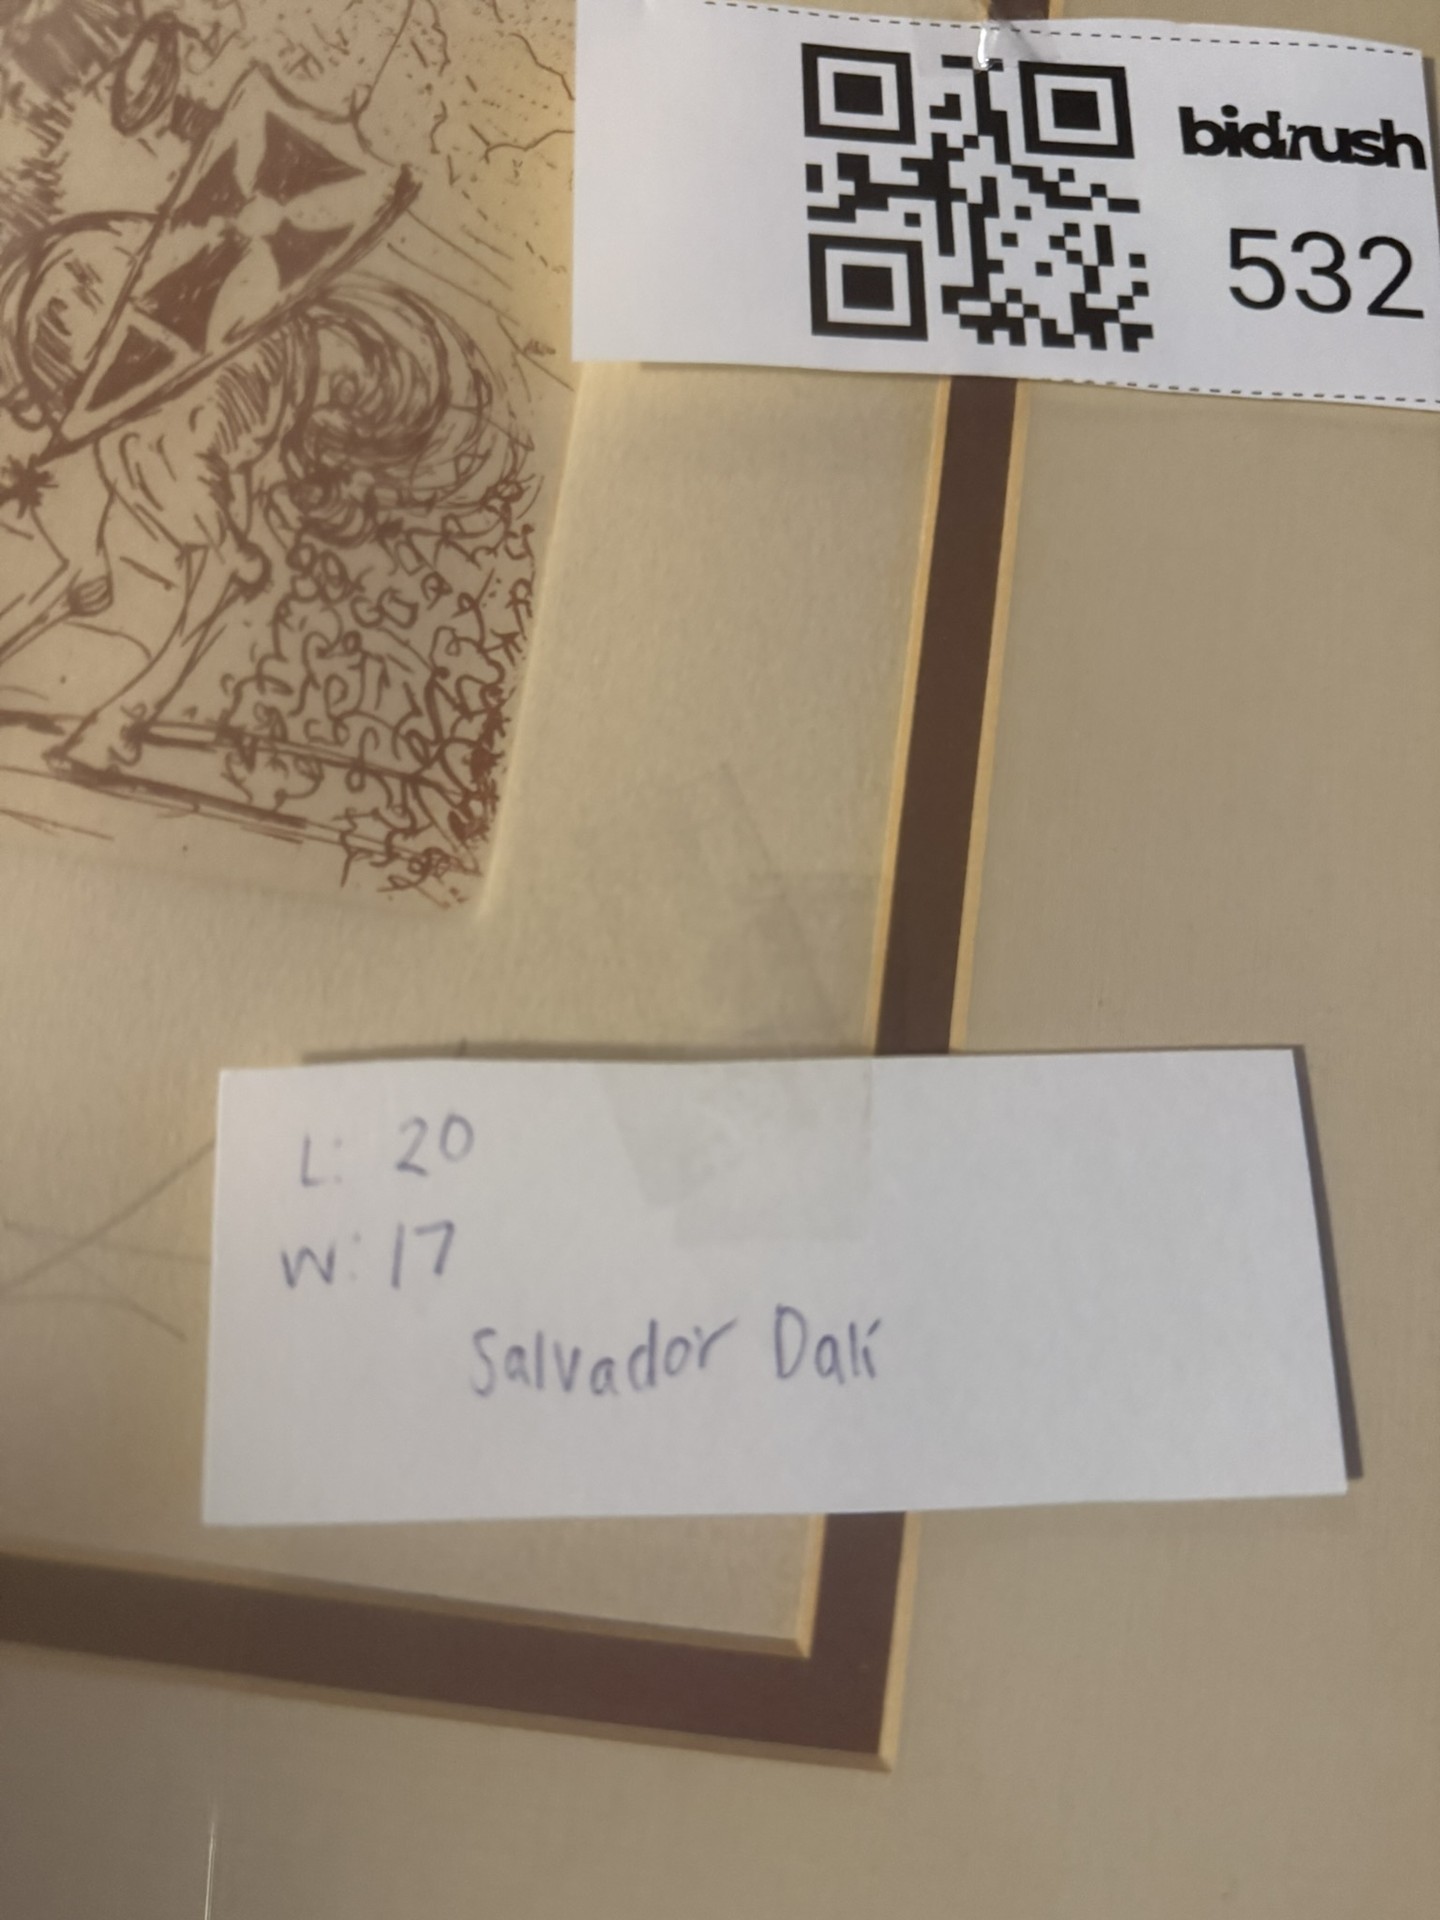 bidrush
532
L: 20
W: 17
Salvador Dalí